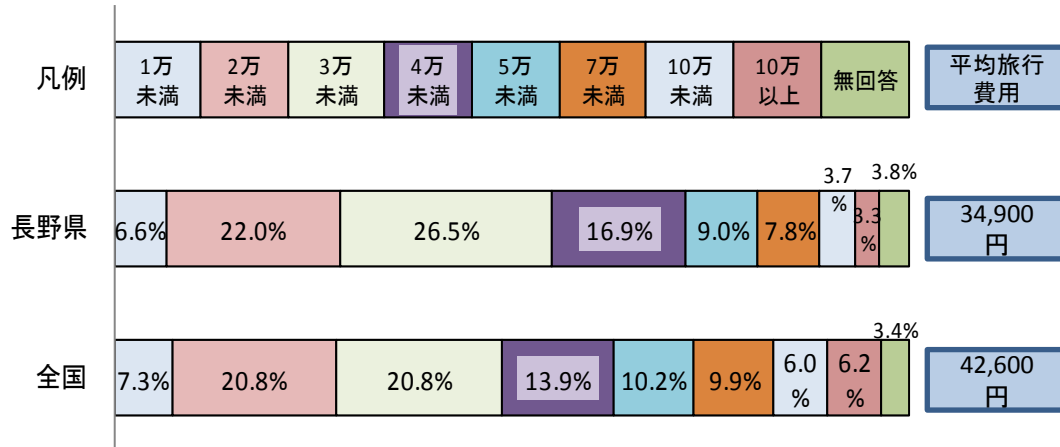 凡例
1万
未満
2万
未満
3万
未満
4万
未満
5万
未満
7万
未満
10万
未満
10万
以上
無回答
平均旅行
費用
長野県
6.6%
22.0%
26.5%
16.9%
9.0%
7.8%
3.7
%
3.3
%
3.8%
34,900
円
全国
7.3%
20.8%
20.8%
13.9%
10.2%
9.9%
6.0
%
6.2
%
3.4%
42,600
円